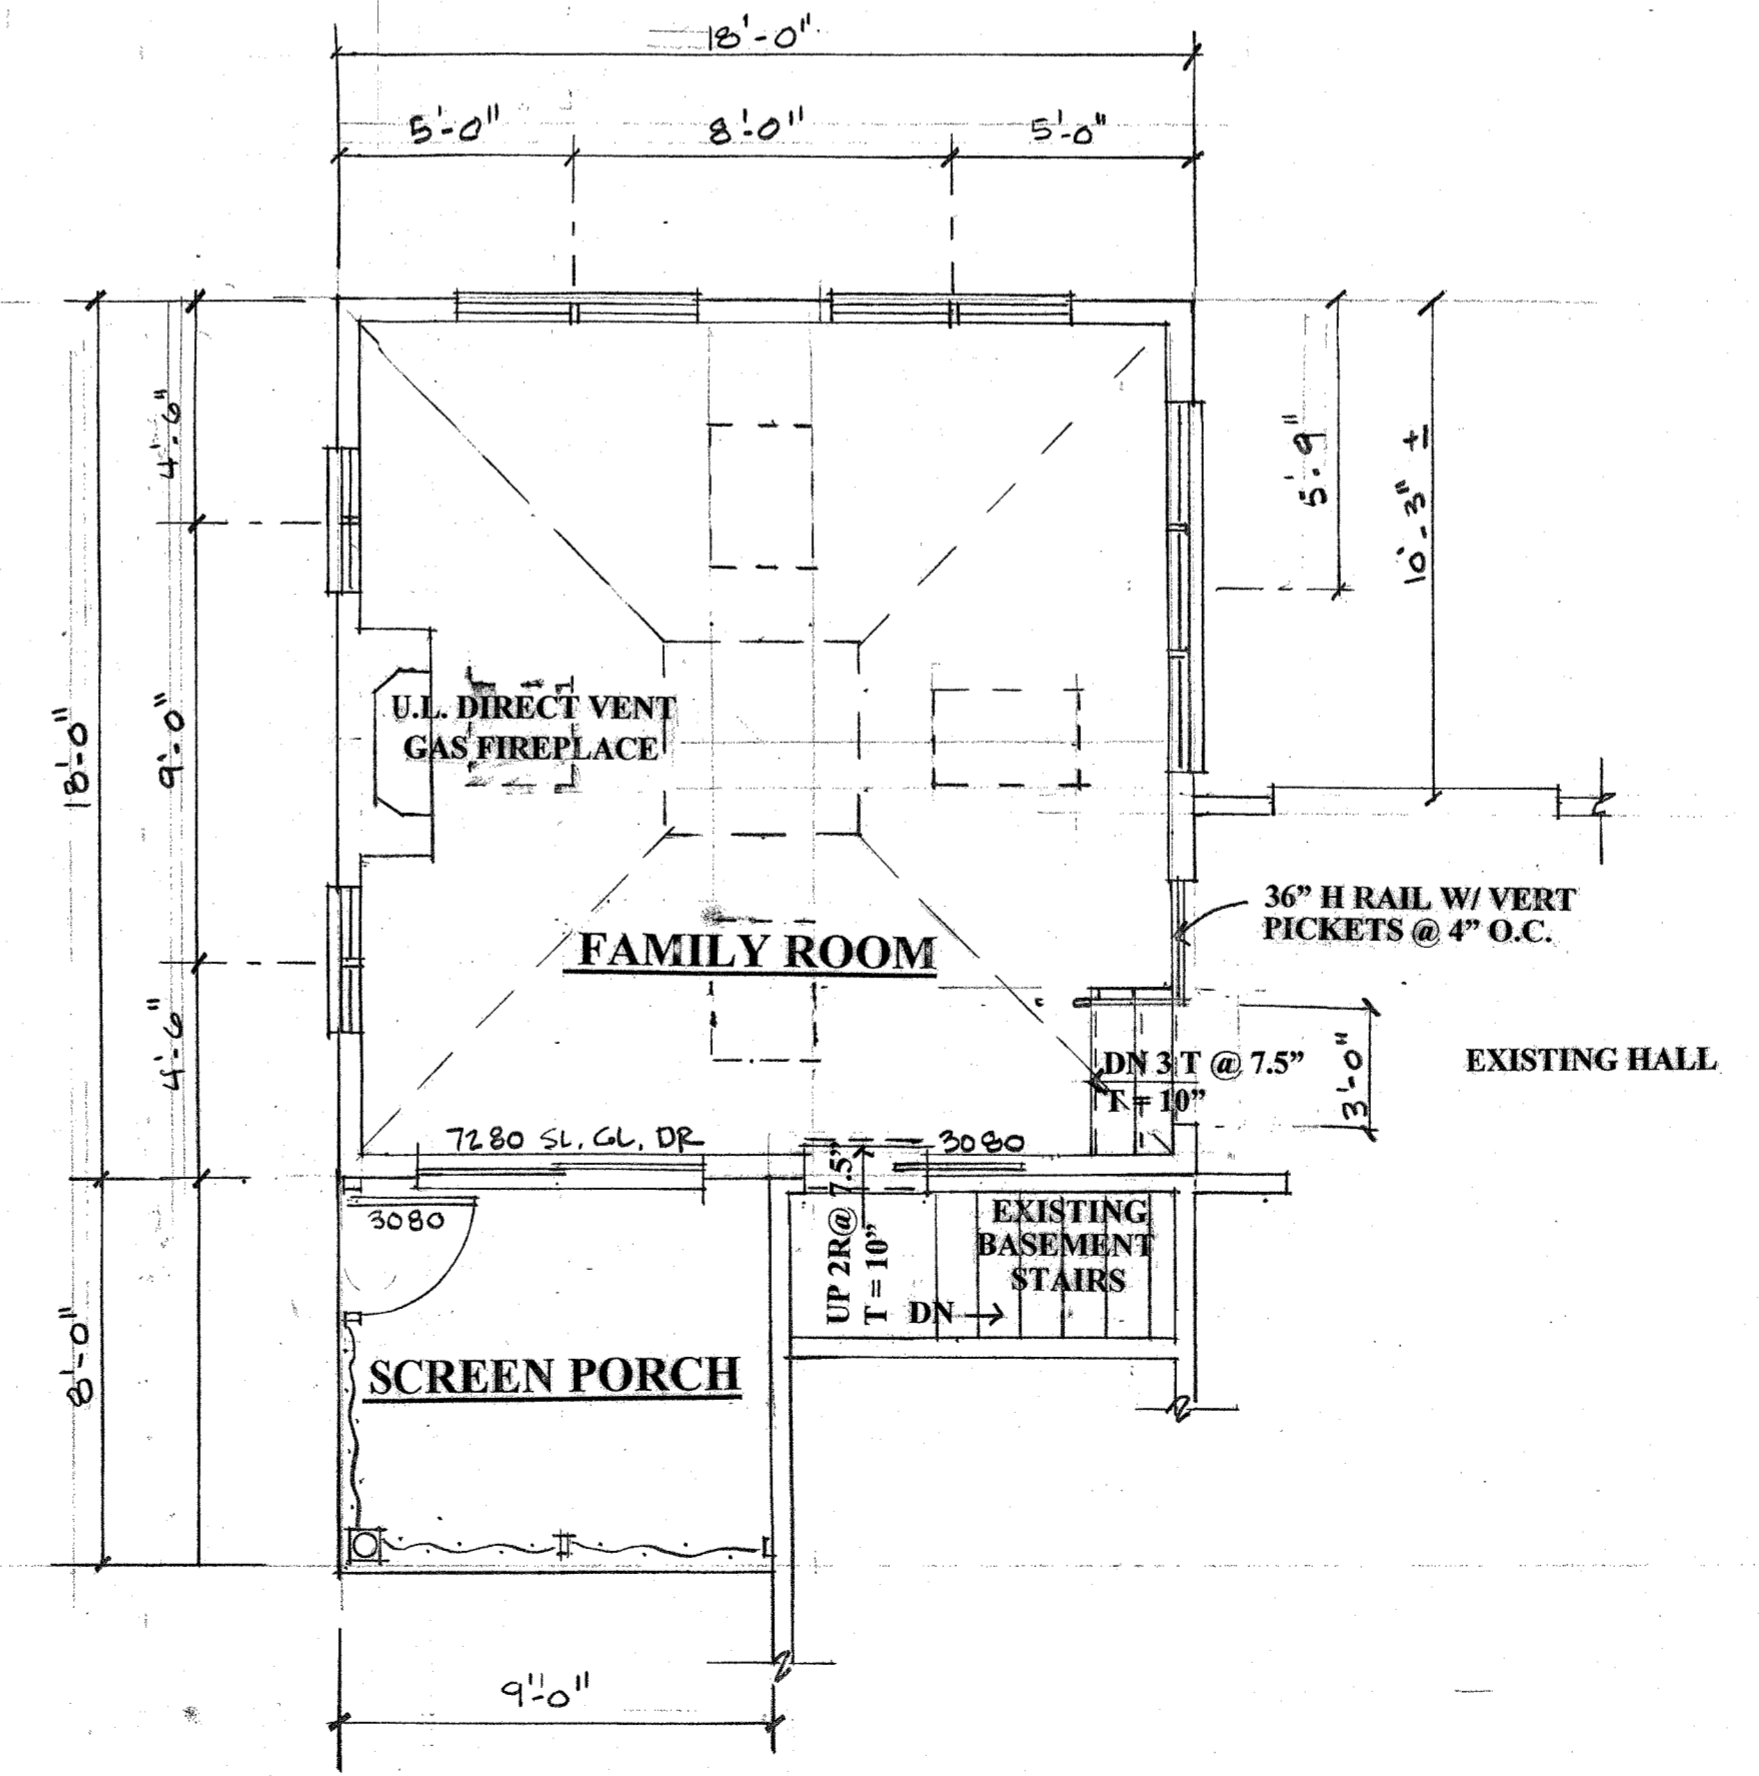 18'-0"
5'-0"
8'-0"
5'-0"
4'-6"
5'-9"
10'-3" ±
18'-0"
9'-0"
U.L. DIRECT VENT
GAS FIREPLACE
36” H RAIL W/ VERT
PICKETS @ 4” O.C.
FAMILY ROOM
4'-6"
DN 3 T @ 7.5”
T = 10”
3'-0"
EXISTING HALL
7280 SL. GL. DR
3080
3080
UP 2R@ 7.5”
T = 10”
EXISTING
BASEMENT
STAIRS
DN
8'-0"
SCREEN PORCH
9'-0"